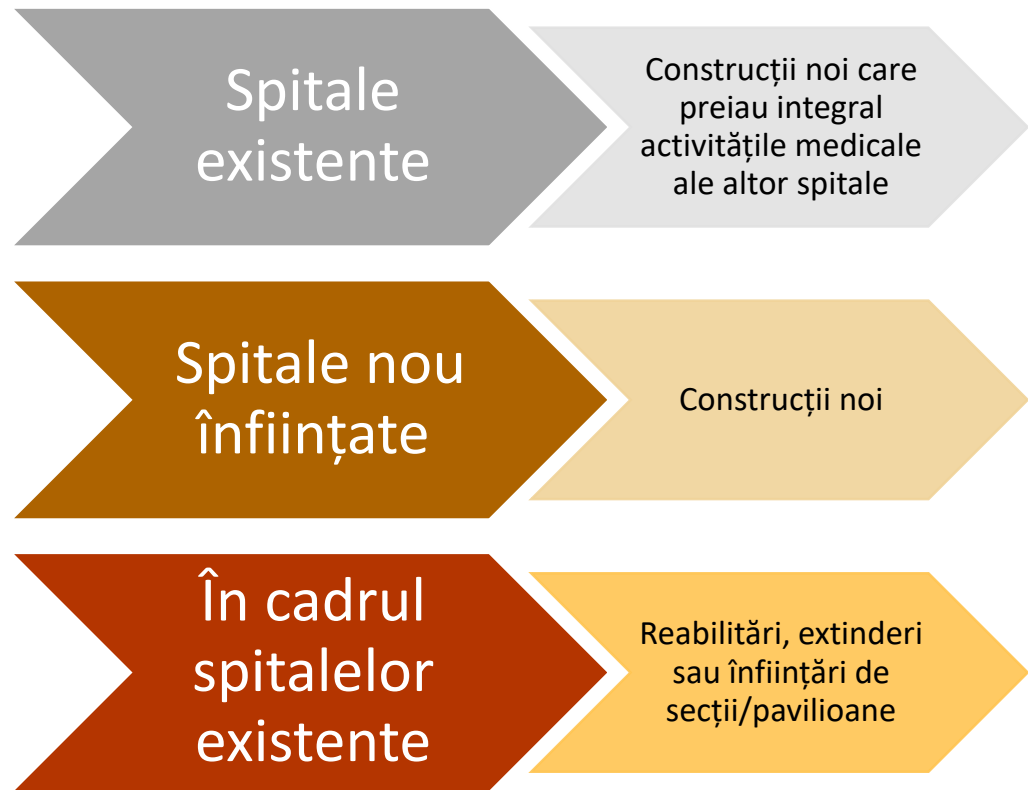 Spitale
existente
Construcții noi care
preiau integral
activitățile medicale
ale altor spitale
Spitale nou
înființate
Construcții noi
În cadrul
spitalelor
existente
Reabilitări, extinderi
sau înființări de
secții/pavilioane